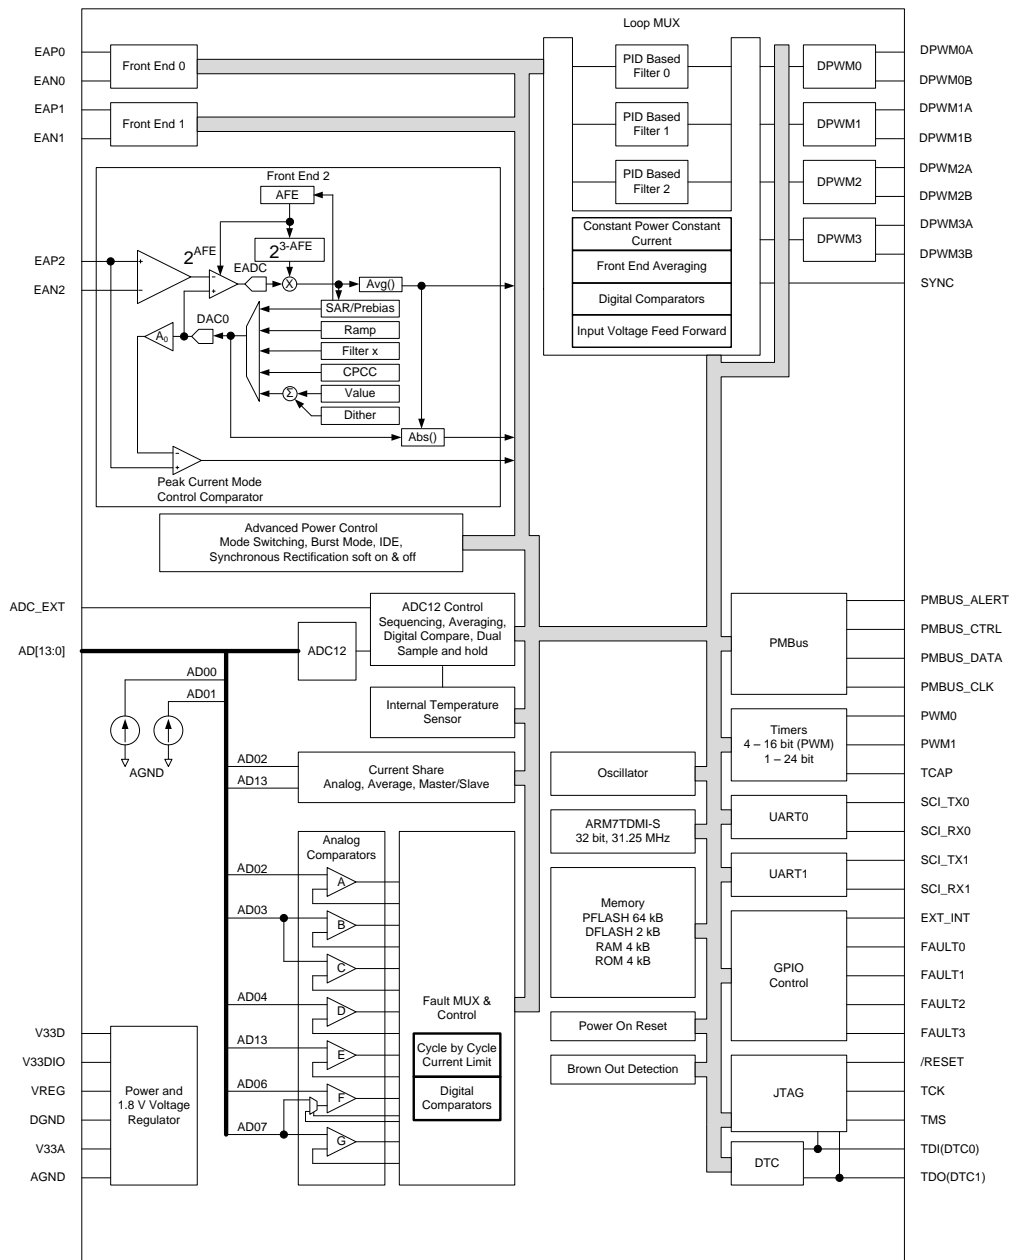 Loop MUX
EAP0
EAN0
EAP1
EAN1
Front End 0
Front End 1
PID Based
Filter 0
PID Based
Filter 1
PID Based
Filter 2
Constant Power Constant
Current
Front End Averaging
Digital Comparators
Input Voltage Feed Forward
DPWM0
DPWM1
DPWM2
DPWM3
DPWM0A
DPWM0B
DPWM1A
DPWM1B
DPWM2A
DPWM2B
DPWM3A
DPWM3B
SYNC
Front End 2
AFE
2^AFE
2^3-AFE
EAP2
EAN2
EADC
X
Avg()
SAR/Prebias
Ramp
Filter x
CPCC
Value
Dither
Σ
DAC0
A0
Abs()
Peak Current Mode
Control Comparator
Advanced Power Control
Mode Switching, Burst Mode, IDE,
Synchronous Rectification soft on & off
ADC_EXT
AD[13:0]
AD00
AD01
AGND
ADC12
ADC12 Control
Sequencing, Averaging,
Digital Compare, Dual
Sample and hold
Internal Temperature
Sensor
AD02
AD13
Current Share
Analog, Average, Master/Slave
Analog
Comparators
AD02
AD03
AD04
AD13
AD06
AD07
A
B
C
D
E
F
G
Fault MUX &
Control
Cycle by Cycle
Current Limit
Digital
Comparators
V33D
V33DIO
VREG
DGND
V33A
AGND
Power and
1.8 V Voltage
Regulator
Oscillator
ARM7TDMI-S
32 bit, 31.25 MHz
Memory
PFLASH 64 kB
DFLASH 2 kB
RAM 4 kB
ROM 4 kB
Power On Reset
Brown Out Detection
PMBus
Timers
4 – 16 bit (PWM)
1 – 24 bit
UART0
UART1
GPIO
Control
JTAG
DTC
PMBUS_ALERT
PMBUS_CTRL
PMBUS_DATA
PMBUS_CLK
PWM0
PWM1
TCAP
SCI_TX0
SCI_RX0
SCI_TX1
SCI_RX1
EXT_INT
FAULT0
FAULT1
FAULT2
FAULT3
/RESET
TCK
TMS
TDI(DTC0)
TDO(DTC1)